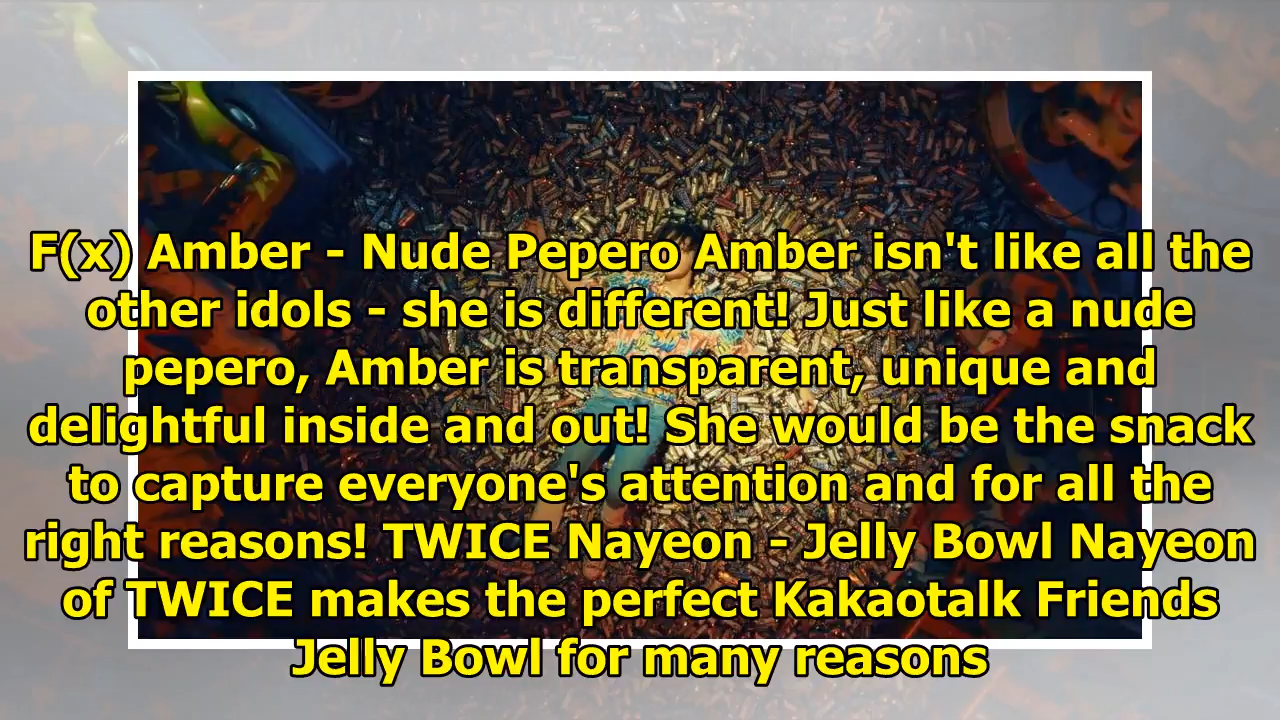 F(x) Amber - Nude Pepero Amber isn't like all the
other idols - she is different! Just like a nude
pepero, Amber is transparent, unique and
delightful inside and out! She would be the snack
to capture everyone's attention and for all the
right reasons! TWICE Nayeon - Jelly Bowl Nayeon
of TWICE makes the perfect Kakaotalk Friends
Jelly Bowl for many reasons